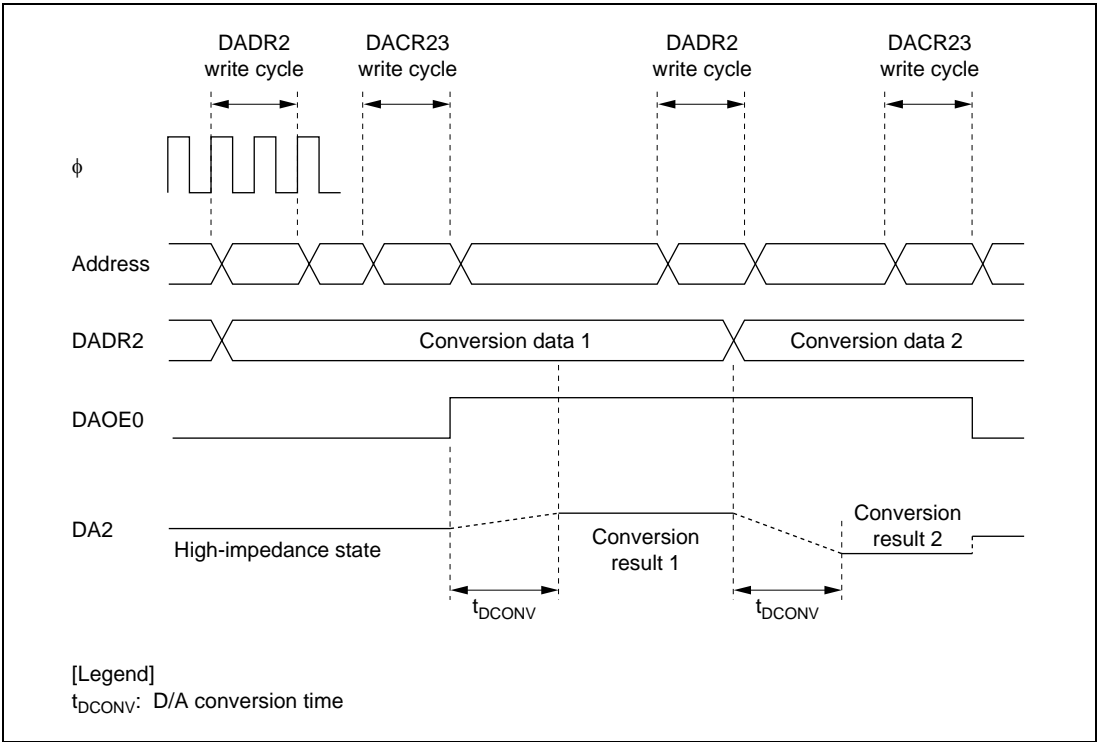 DADR2
write cycle
DACR23
write cycle
DADR2
write cycle
DACR23
write cycle
ϕ
Address
DADR2
Conversion data 1
Conversion data 2
DAOE0
DA2
High-impedance state
Conversion
result 1
Conversion
result 2
tDCONV
tDCONV
[Legend]
tDCONV: D/A conversion time